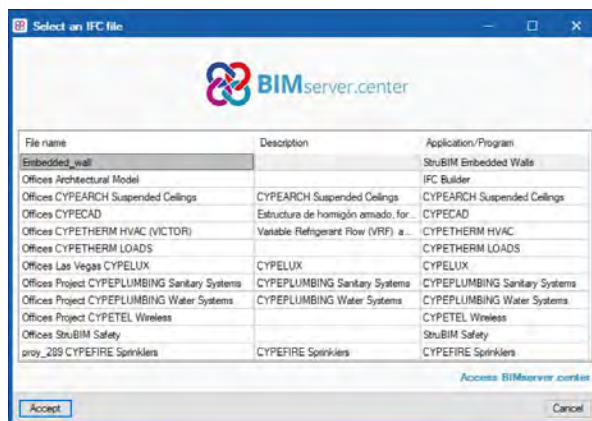 Select an IFC file
BIMserver.center
File name Description Application/Program
Embedded_wall StruBIM Embedded Walls
Offices Architectural Model IFC Builder
Offices CYPEARCH Suspended Ceilings CYPEARCH Suspended Ceilings CYPEARCH Suspended Ceilings
Offices CYPECAD Estructura de homigón armado, for... CYPECAD
Offices CYPETHERM HVAC (VICTOR) Variable Refrigerant Flow (VRF) a... CYPETHERM HVAC
Offices CYPETHERM LOADS CYPETHERM LOADS
Offices Las Vegas CYPELUX CYPELUX CYPELUX
Offices Project CYPEPLUMBING Sanitary Systems CYPEPLUMBING Sanitary Systems CYPEPLUMBING Sanitary Systems
Offices Project CYPEPLUMBING Water Systems CYPEPLUMBING Water Systems CYPEPLUMBING Water Systems
Offices Project CYPETEL Wireless CYPETEL Wireless
Offices StruBIM Safety StruBIM Safety
proy_289 CYPEFIRE Sprinklers CYPEFIRE Sprinklers CYPEFIRE Sprinklers
Access BIMserver.center
Accept Cancel